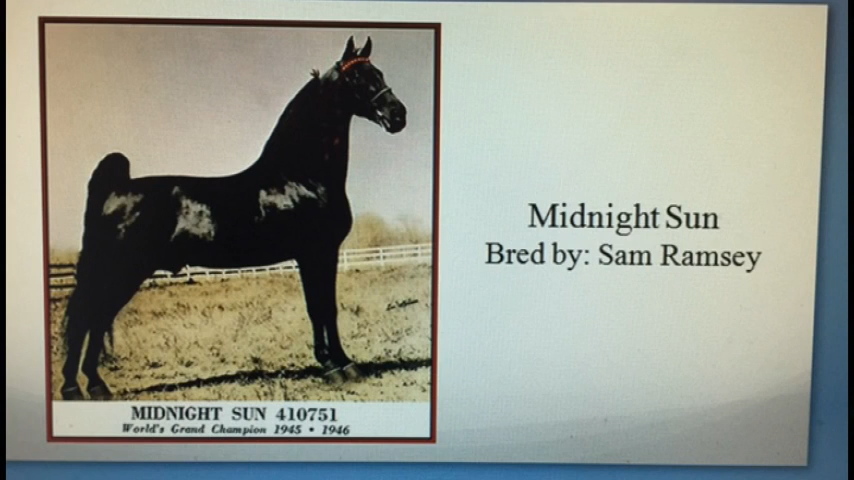 Midnight Sun
Bred by: Sam Ramsey
MIDNIGHT SUN 410751
World's Grand Champion 1945 • 1946